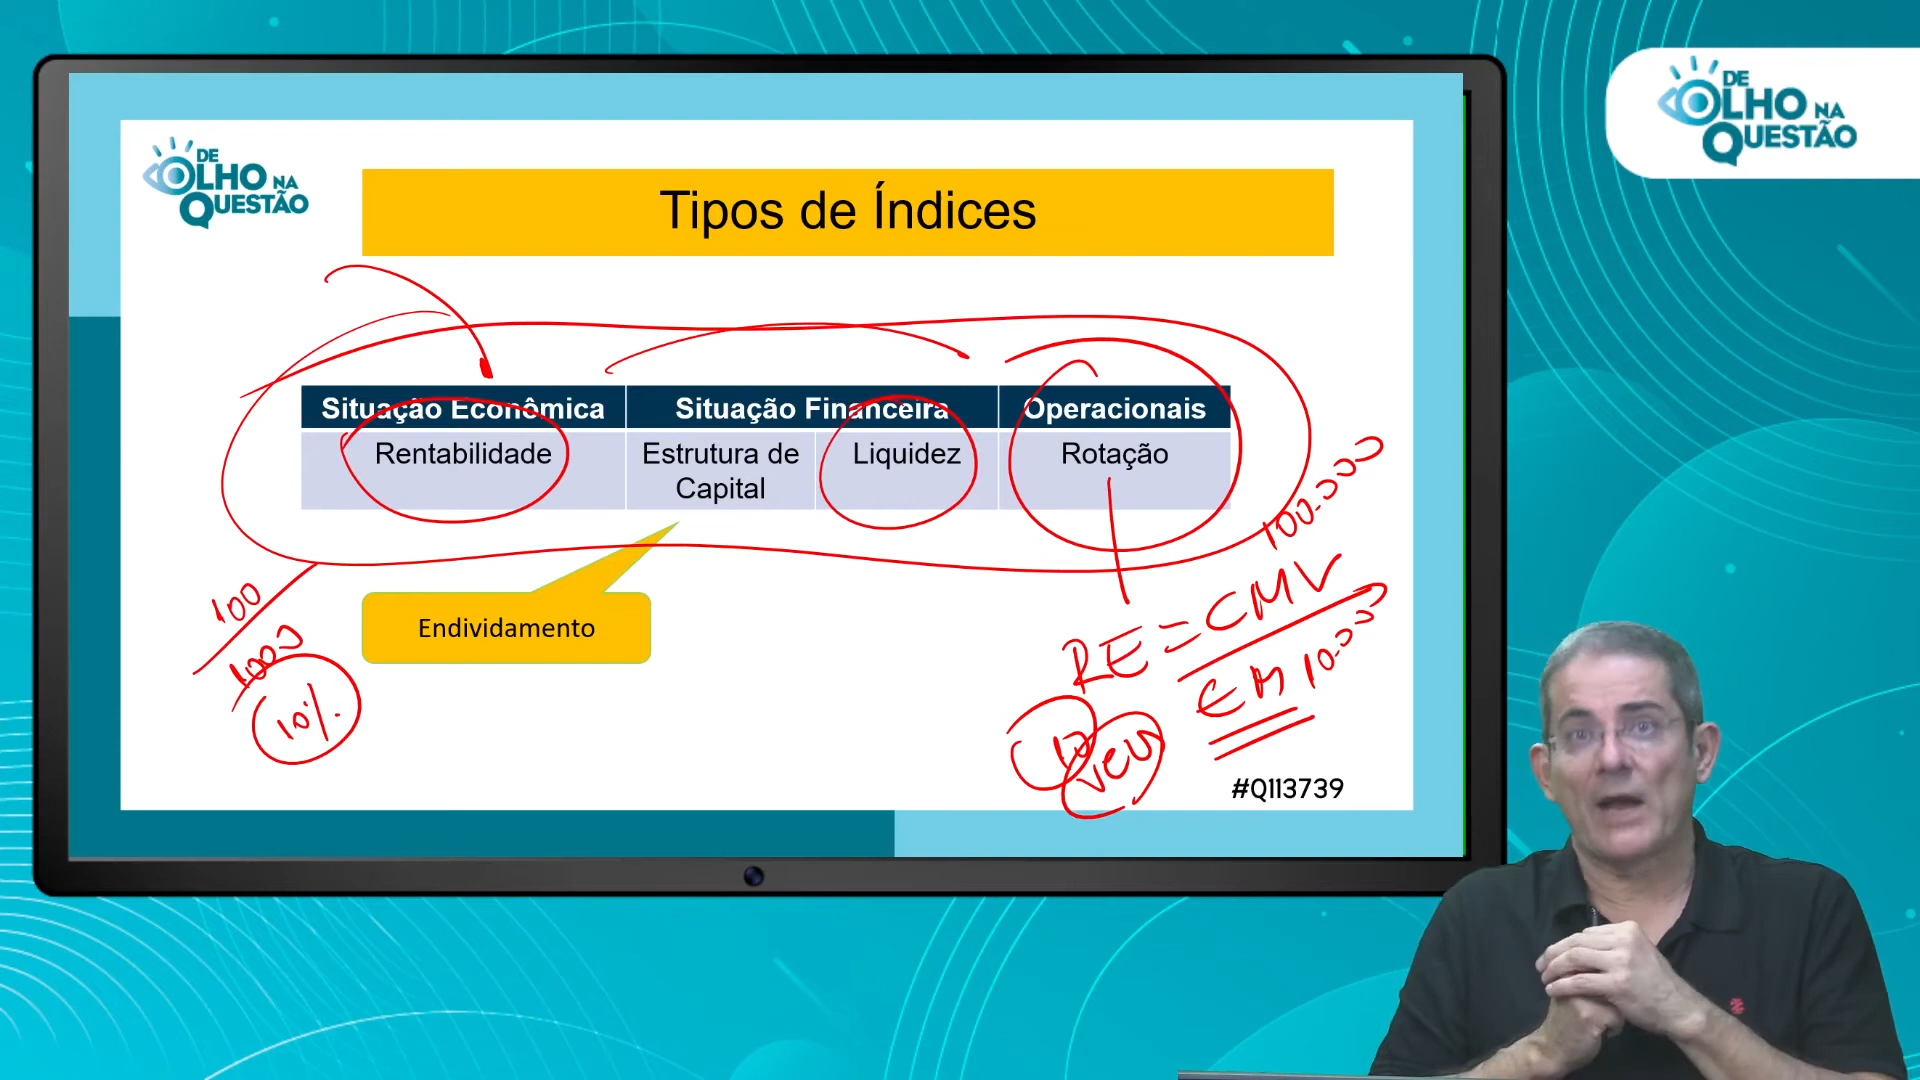 DE
OLHO NA
QUESTÃO
DE
OLHO NA
QUESTÃO
Tipos de Índices
Situação Econômica Situação Financeira Operacionais
Rentabilidade Estrutura de Capital Liquidez Rotação
Endividamento
100
1000
10%
100.000
RE=CMV
EM 10.000
10
#Q113739